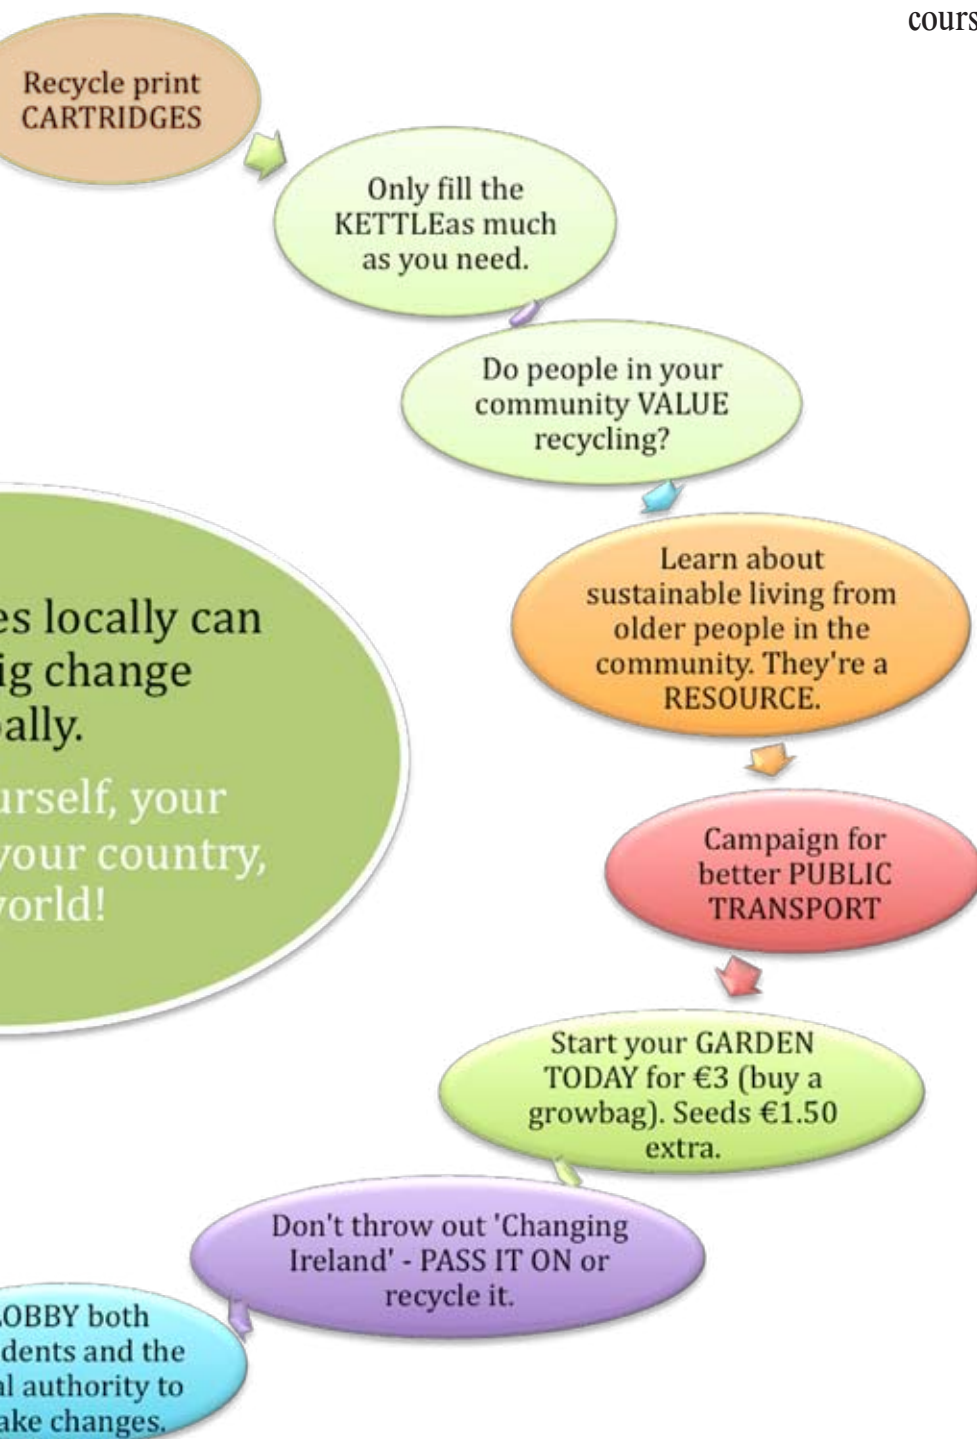 cours
Recycle print
CARTRIDGES
Only fill the
KETTLEas much
as you need.
Do people in your
community VALUE
recycling?
Learn about
sustainable living from
older people in the
community. They're a
RESOURCE.
es locally can
ig change
ally.
urself, your
your country,
world!
Campaign for
better PUBLIC
TRANSPORT
Start your GARDEN
TODAY for €3 (buy a
growbag). Seeds €1.50
extra.
Don't throw out 'Changing
Ireland' - PASS IT ON or
recycle it.
LOBBY both
dents and the
al authority to
ake changes.